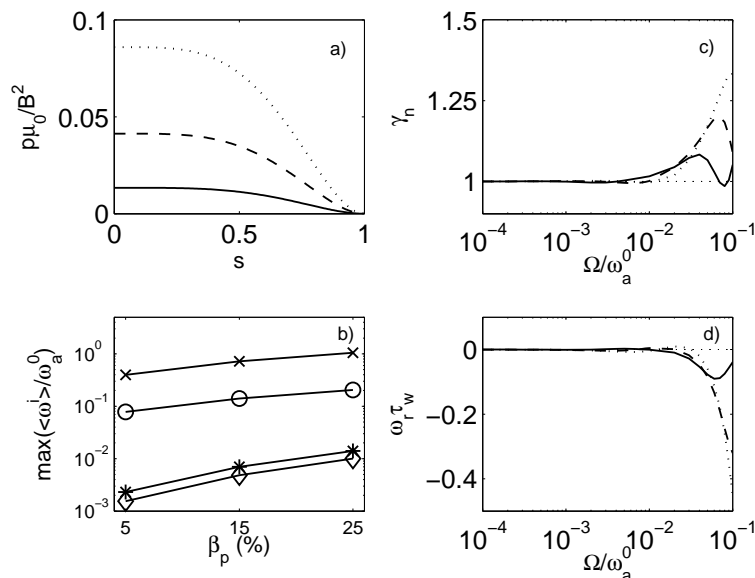 0.1
0.05
0
0
0.5
1
pμ₀/B²
s
a)
1.5
1.25
1
10⁻⁴
10⁻³
10⁻²
10⁻¹
γₙ
Ω/ωₐ⁰
c)
10⁰
10⁻¹
10⁻²
10⁻³
5
15
25
max(<ωⁱ>/ωₐ⁰)
βₚ (%)
b)
0
−0.2
−0.4
10⁻⁴
10⁻³
10⁻²
10⁻¹
ωᵣτ_w
Ω/ωₐ⁰
d)